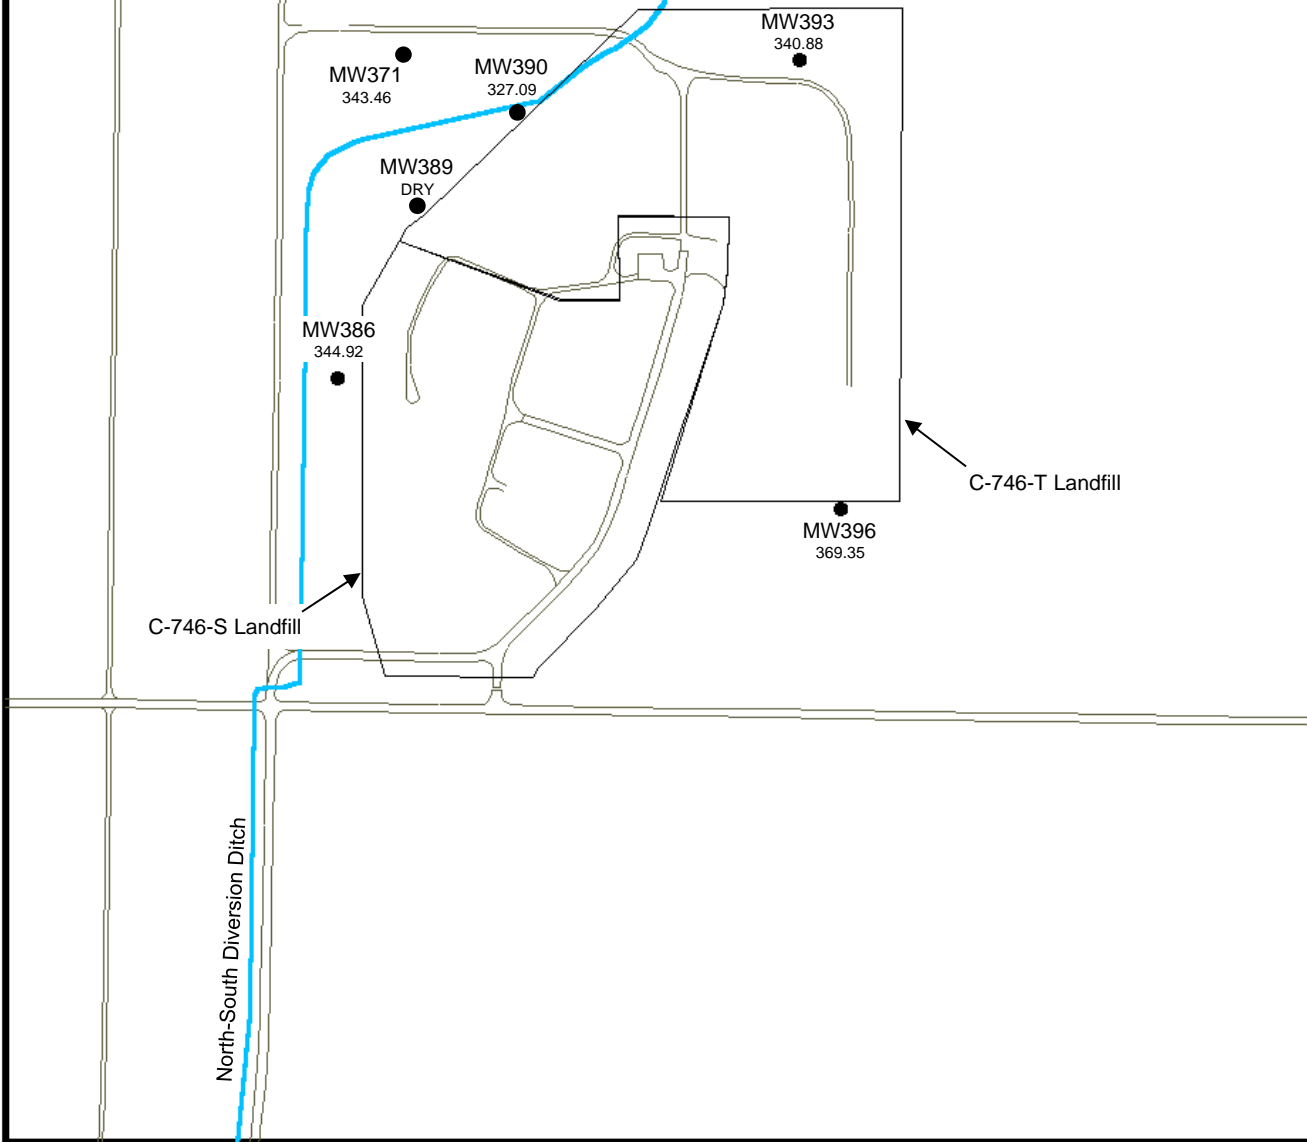 MW393
340.88
MW371
343.46
MW390
327.09
MW389
DRY
MW386
344.92
C-746-T Landfill
MW396
369.35
C-746-S Landfill
North-South Diversion Ditch